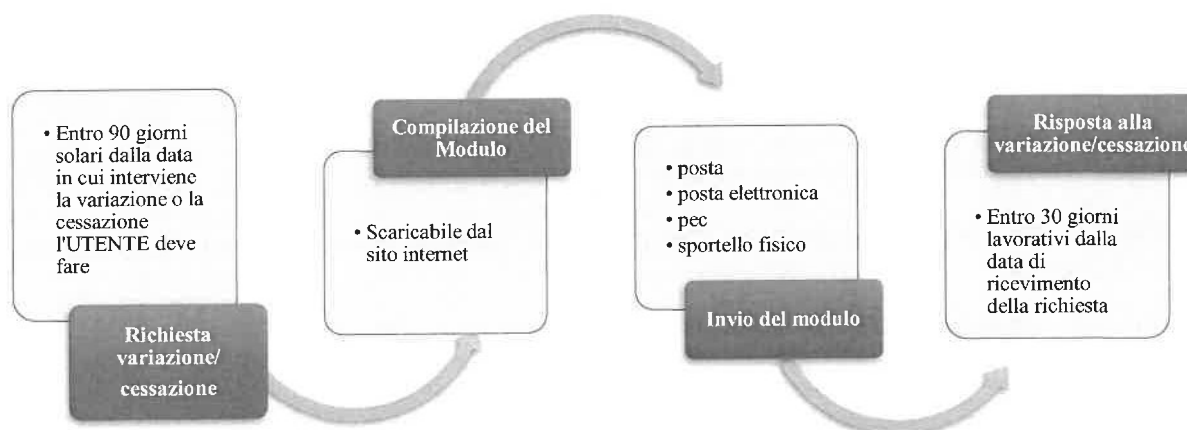 • Entro 90 giorni
solari dalla data
in cui interviene
la variazione o la
cessazione
l'UTENTE deve
fare
Richiesta
variazione/
cessazione
Compilazione del
Modulo
• Scaricabile dal
sito internet
• posta
• posta elettronica
• pec
• sportello fisico
Invio del modulo
Risposta alla
variazione/cessazione
• Entro 30 giorni
lavorativi dalla
data di
ricevimento
della richiesta